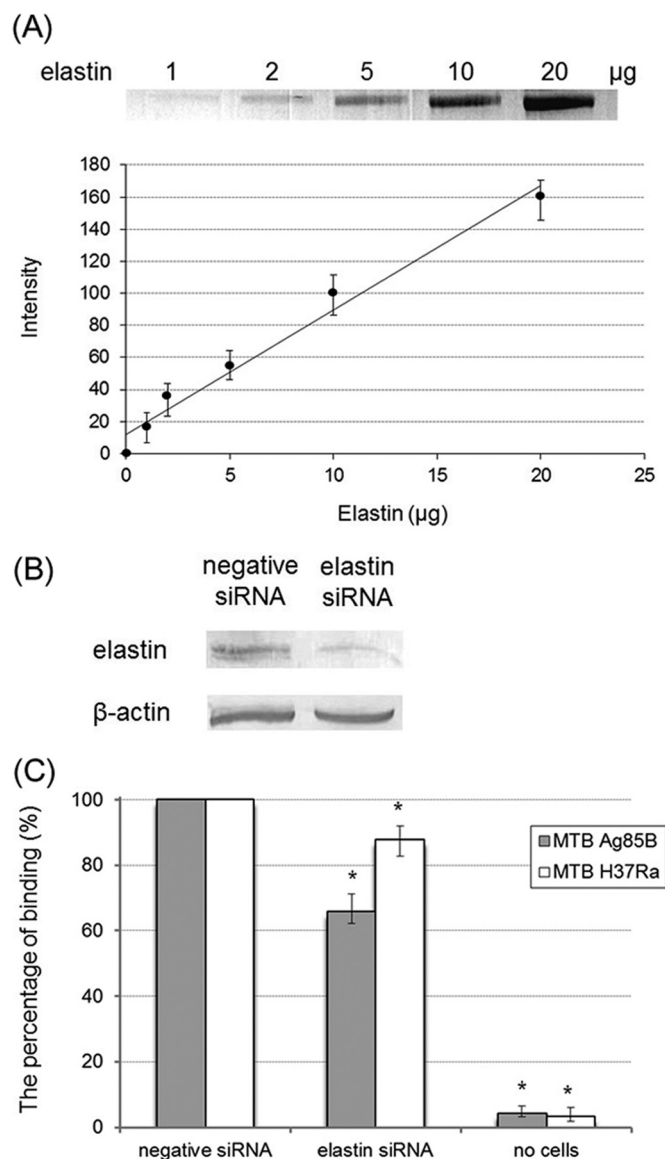 (A)
elastin 1 2 5 10 20 μg
180
160
140
120
100
80
60
40
20
0
Intensity
0 5 10 15 20 25
Elastin (μg)
(B)
negative siRNA
elastin siRNA
elastin
β-actin
(C)
The percentage of binding (%)
100
80
60
40
20
0
* * * *
MTB Ag85B
MTB H37Ra
negative siRNA elastin siRNA no cells